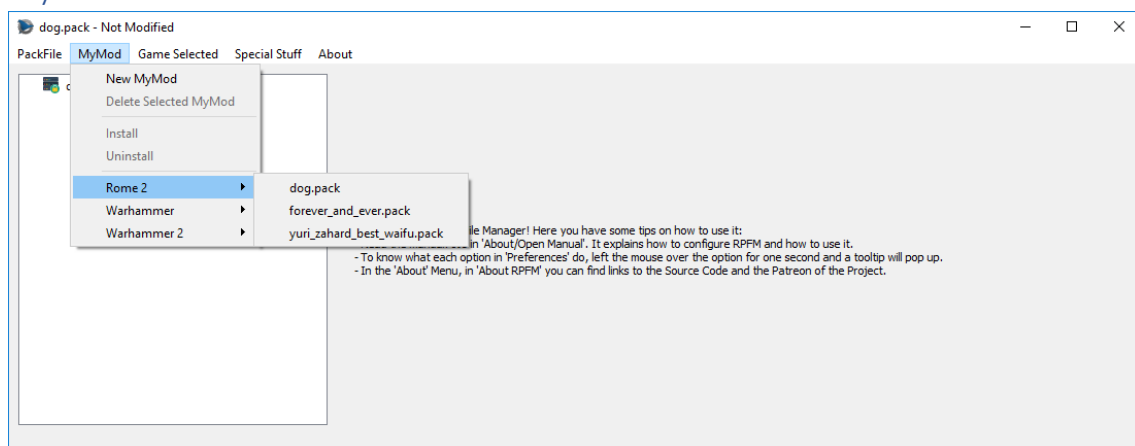 dog.pack - Not Modified
PackFile MyMod Game Selected Special Stuff About
New MyMod
Delete Selected MyMod
Install
Uninstall
Rome 2
Warhammer
Warhammer 2
dog.pack
forever_and_ever.pack
yuri_zahard_best_waifu.pack
ile Manager! Here you have some tips on how to use it:
in 'About/Open Manual'. It explains how to configure RPFM and how to use it.
- To know what each option in 'Preferences' do, left the mouse over the option for one second and a tooltip will pop up.
- In the 'About' Menu, in 'About RPFM' you can find links to the Source Code and the Patreon of the Project.